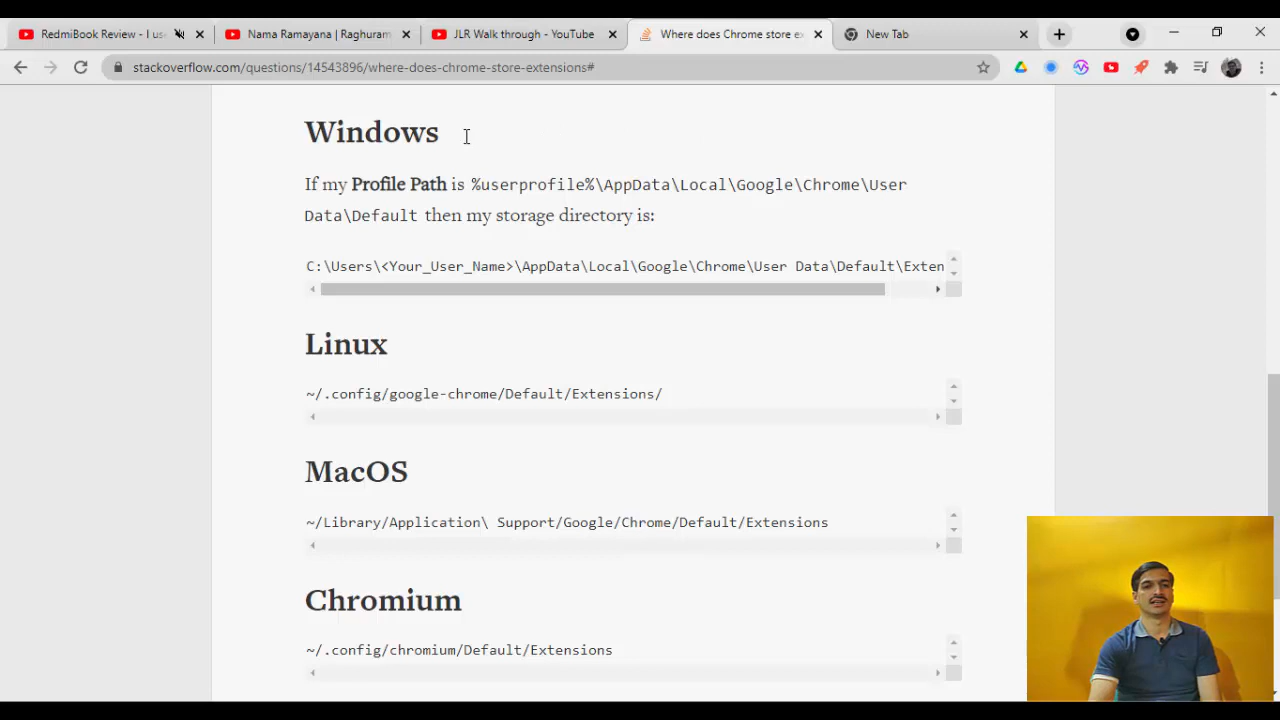 RedmiBook Review - I use
Nama Ramayana | Raghuram
JLR Walk through - YouTube
Where does Chrome store ex
New Tab
stackoverflow.com/questions/14543896/where-does-chrome-store-extensions#
Windows
If my Profile Path is %userprofile%\AppData\Local\Google\Chrome\User
Data\Default then my storage directory is:
C:\Users\<Your_User_Name>\AppData\Local\Google\Chrome\User Data\Default\Exten
Linux
~/.config/google-chrome/Default/Extensions/
MacOS
~/Library/Application\ Support/Google/Chrome/Default/Extensions
Chromium
~/.config/chromium/Default/Extensions